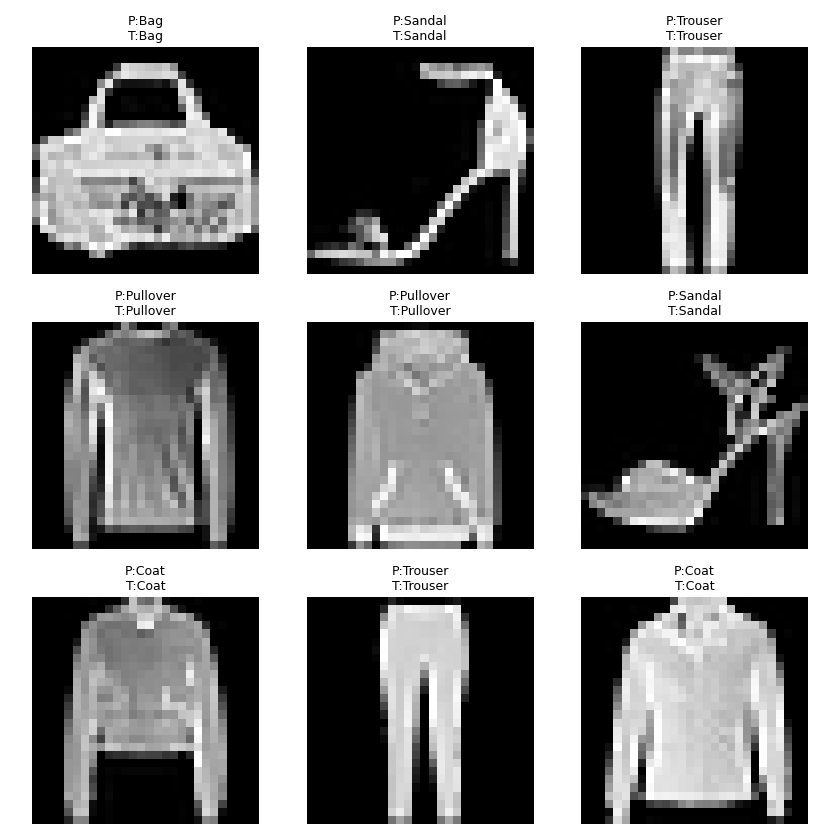 P:Bag
T:Bag
P:Sandal
T:Sandal
P:Trouser
T:Trouser
P:Pullover
T:Pullover
P:Pullover
T:Pullover
P:Sandal
T:Sandal
P:Coat
T:Coat
P:Trouser
T:Trouser
P:Coat
T:Coat